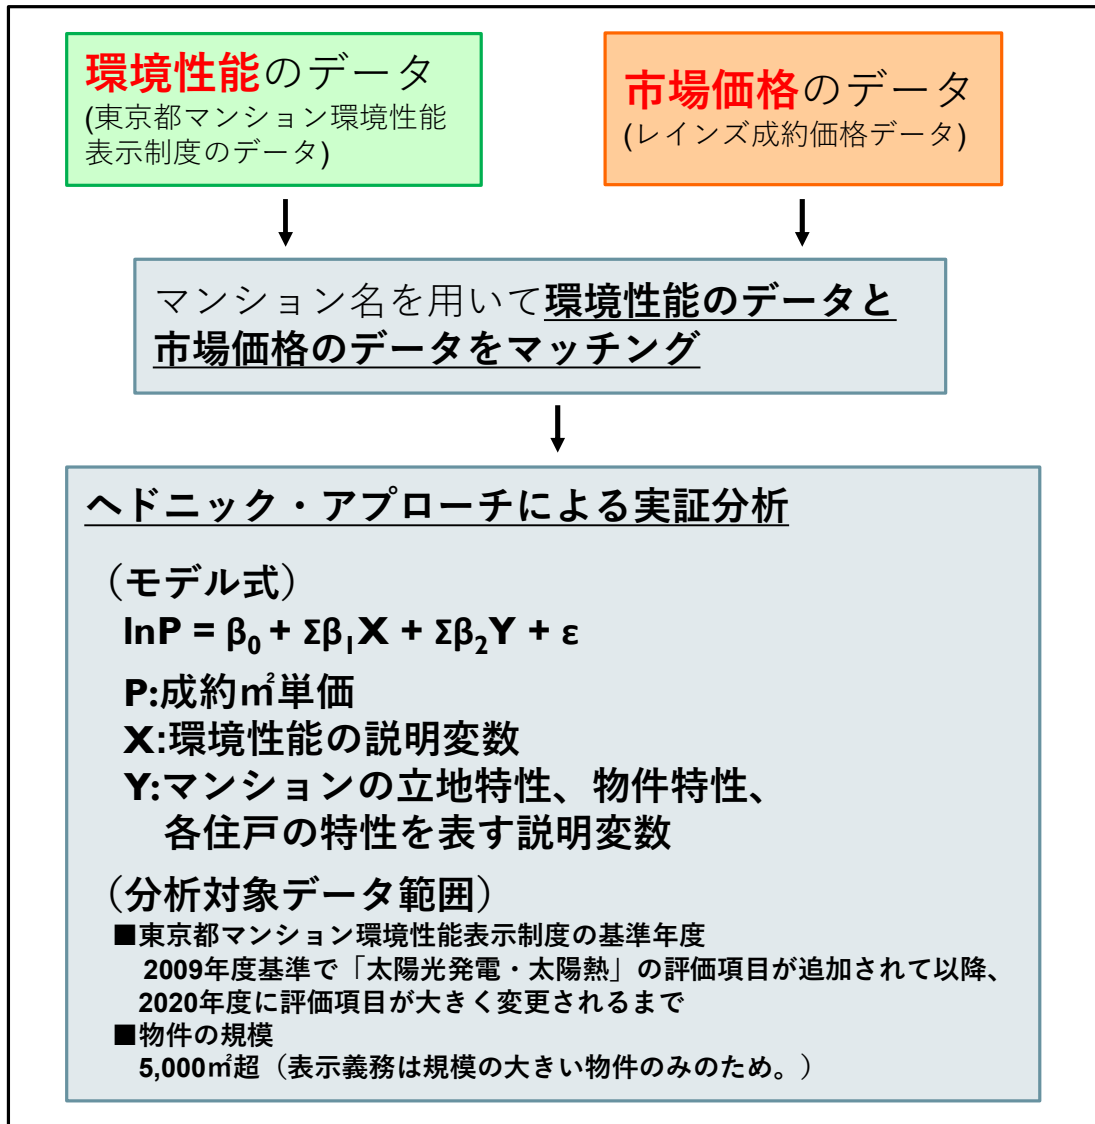 環境性能のデータ
(東京都マンション環境性能
表示制度のデータ)
市場価格のデータ
(レインズ成約価格データ)
マンション名を用いて環境性能のデータと
市場価格のデータをマッチング
ヘドニック・アプローチによる実証分析
（モデル式）
lnP = β₀ + Σβ₁X + Σβ₂Y + ε
P:成約㎡単価
X:環境性能の説明変数
Y:マンションの立地特性、物件特性、
各住戸の特性を表す説明変数
（分析対象データ範囲）
■東京都マンション環境性能表示制度の基準年度
2009年度基準で「太陽光発電・太陽熱」の評価項目が追加されて以降、
2020年度に評価項目が大きく変更されるまで
■物件の規模
5,000㎡超（表示義務は規模の大きい物件のみのため。）